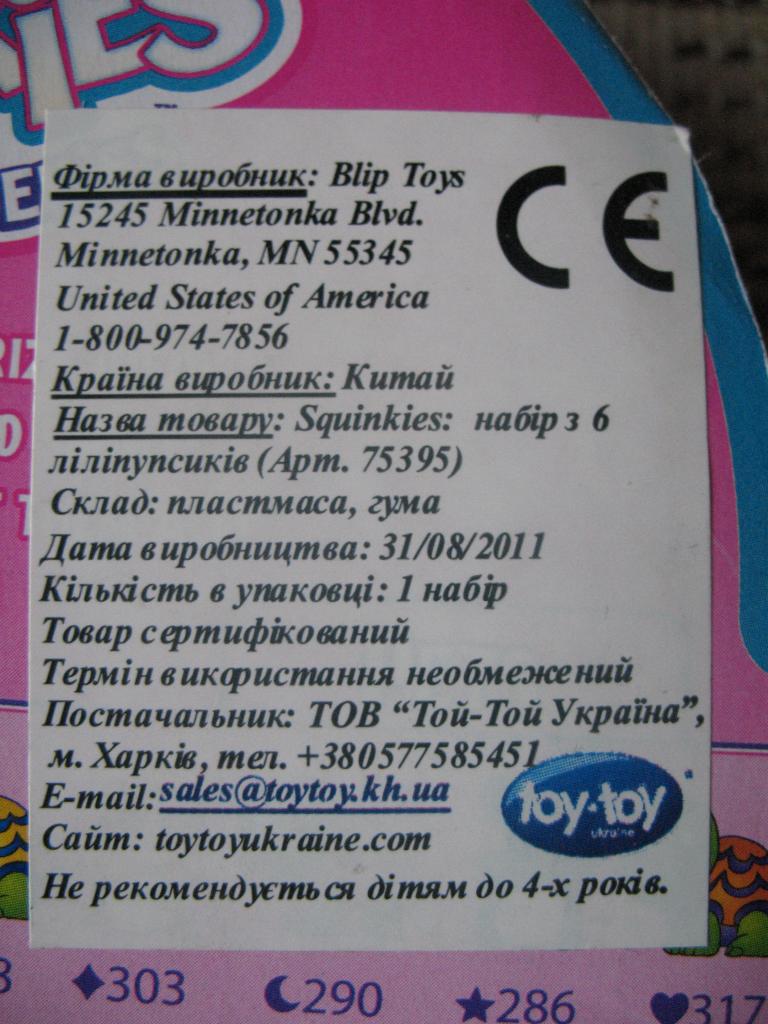 IES
™
E
Фірма виробник: Blip Toys
15245 Minnetonka Blvd.
Minnetonka, MN 55345
United States of America
1-800-974-7856
Країна виробник: Китай
Назва товару: Squinkies: набір з 6
ліліпупсиків (Арт. 75395)
Склад: пластмаса, гума
Дата виробництва: 31/08/2011
Кількість в упаковці: 1 набір
Товар сертифікований
Термін використання необмежений
Постачальник: ТОВ “Той-Той Україна”,
м. Харків, тел. +380577585451
E-mail: sales@toytoy.kh.ua
Сайт: toytoyukraine.com
Не рекомендується дітям до 4-х років.
CE
toy-toy
ukraine
303 290 286 317